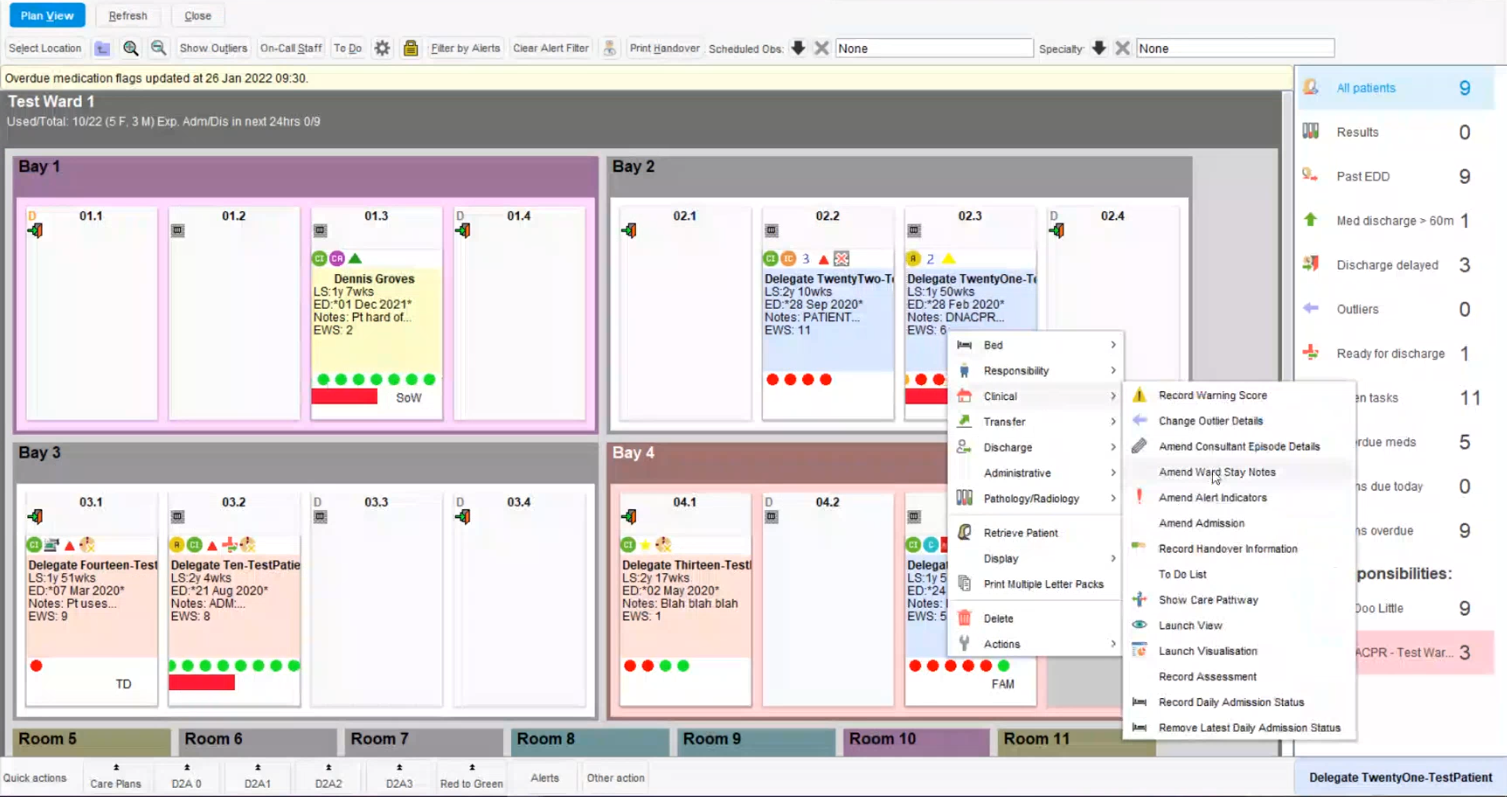 Plan View
Refresh
Close
Select Location
Show Outliers
On-Call Staff
To Do
Filter by Alerts
Clear Alert Filter
Print Handover
Scheduled Obs:
None
Specialty:
None
Overdue medication flags updated at 26 Jan 2022 09:30.
Test Ward 1
Used/Total: 10/22 (5 F, 3 M) Exp. Adm/Dis in next 24hrs 0/9
Bay 1
D 01.1
01.2
01.3
CI CA
Dennis Groves
LS:1y 7wks
ED:*01 Dec 2021*
Notes: Pt hard of...
EWS: 2
SoW
D 01.4
Bay 2
02.1
02.2
CI IC 3
Delegate TwentyTwo-Te
LS:2y 10wks
ED:*28 Sep 2020*
Notes: PATIENT...
EWS: 11
02.3
A 2
Delegate TwentyOne-Te
LS:1y 50wks
ED:*28 Feb 2020*
Notes: DNACPR...
EWS: 6
D 02.4
Bay 3
03.1
CI
Delegate Fourteen-Test
LS:1y 51wks
ED:*07 Mar 2020*
Notes: Pt uses...
EWS: 9
TD
03.2
A CI
Delegate Ten-TestPatie
LS:2y 4wks
ED:*21 Aug 2020*
Notes: ADM:...
EWS: 8
D 03.3
D 03.4
Bay 4
04.1
CI
Delegate Thirteen-Testl
LS:2y 17wks
ED:*02 May 2020*
Notes: Blah blah blah
EWS: 1
D 04.2
CI C
Delegat
LS:1y 5
ED:*24
Notes:
EWS: 5
FAM
Bed
Responsibility
Clinical
Transfer
Discharge
Administrative
Pathology/Radiology
Retrieve Patient
Display
Print Multiple Letter Packs
Delete
Actions
Record Warning Score
Change Outlier Details
Amend Consultant Episode Details
Amend Ward Stay Notes
Amend Alert Indicators
Amend Admission
Record Handover Information
To Do List
Show Care Pathway
Launch View
Launch Visualisation
Record Assessment
Record Daily Admission Status
Remove Latest Daily Admission Status
All patients 9
Results 0
Past EDD 9
Med discharge > 60m 1
Discharge delayed 3
Outliers 0
Ready for discharge 1
en tasks 11
rdue meds 5
ns due today 0
ns overdue 9
ponsibilities:
Doo Little 9
ACPR - Test War... 3
Room 5
Room 6
Room 7
Room 8
Room 9
Room 10
Room 11
Quick actions
Care Plans
D2A 0
D2A1
D2A2
D2A3
Red to Green
Alerts
Other action
Delegate TwentyOne-TestPatient